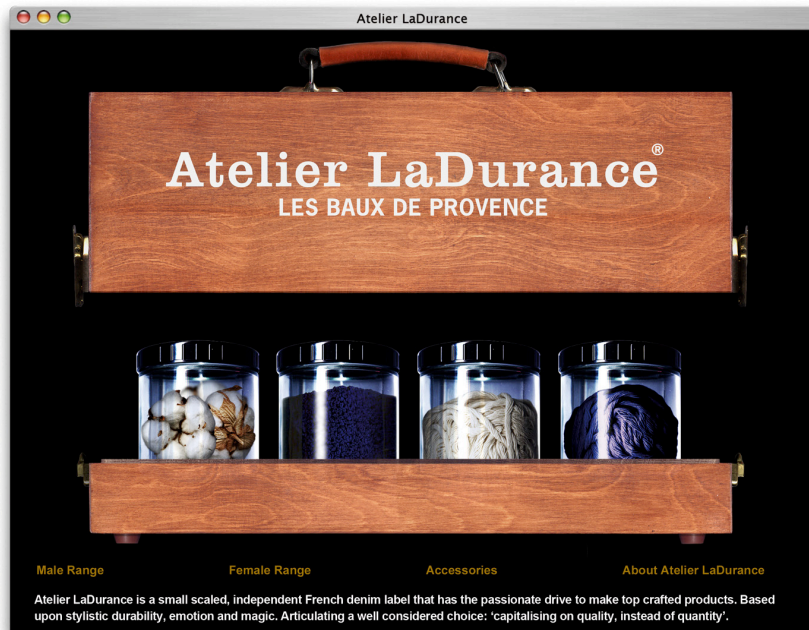 Atelier LaDurance
Atelier LaDurance®
LES BAUX DE PROVENCE
Male Range
Female Range
Accessories
About Atelier LaDurance
Atelier LaDurance is a small scaled, independent French denim label that has the passionate drive to make top crafted products. Based
upon stylistic durability, emotion and magic. Articulating a well considered choice: ‘capitalising on quality, instead of quantity’.